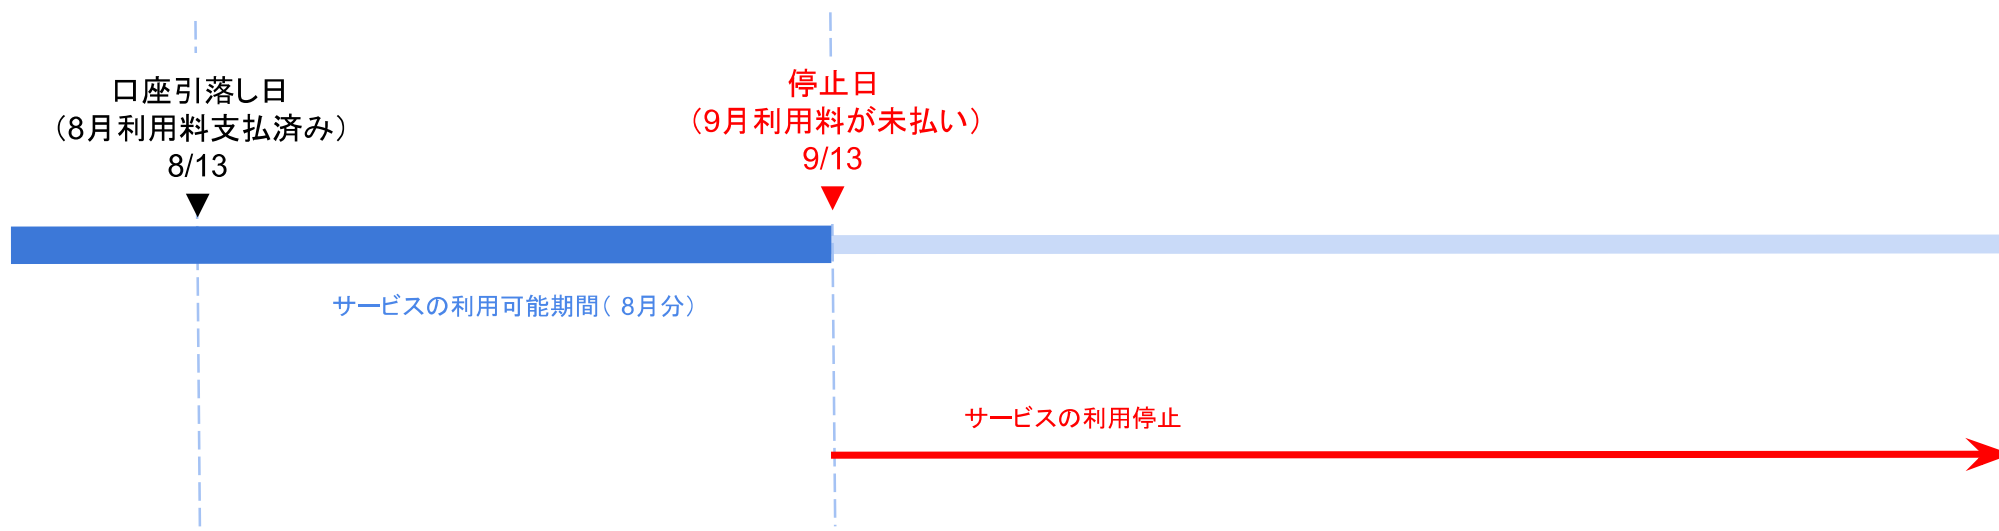 口座引落し日
（8月利用料支払済み）
8/13
停止日
（9月利用料が未払い）
9/13
サービスの利用可能期間（ 8月分）
サービスの利用停止